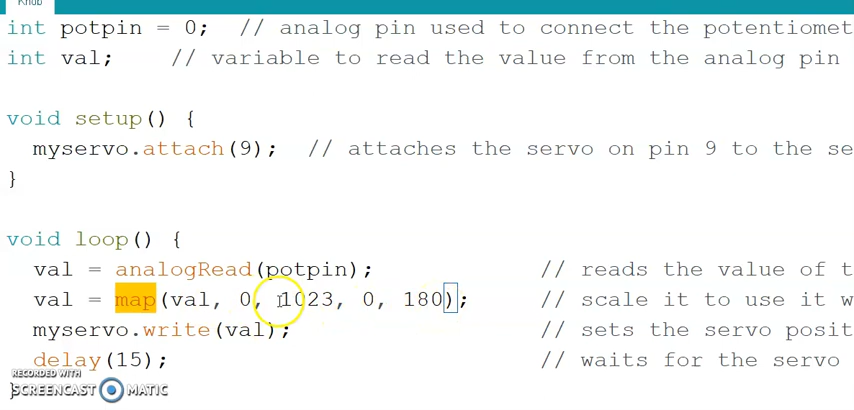 Knob
int potpin = 0; // analog pin used to connect the potentiomet
int val; // variable to read the value from the analog pin
void setup() {
myservo.attach(9); // attaches the servo on pin 9 to the se
}
void loop() {
val = analogRead(potpin); // reads the value of t
val = map(val, 0, 1023, 0, 180); // scale it to use it w
myservo.write(val); // sets the servo posit
delay(15); // waits for the servo
}
RECORDED WITH
SCREENCAST MATIC